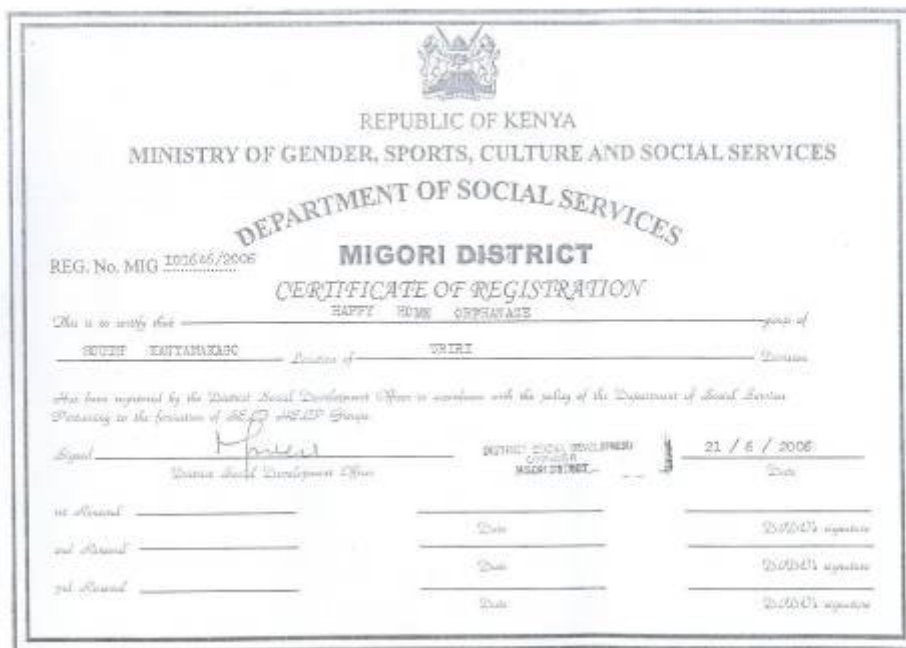 REPUBLIC OF KENYA
MINISTRY OF GENDER, SPORTS, CULTURE AND SOCIAL SERVICES
DEPARTMENT OF SOCIAL SERVICES
MIGORI DISTRICT
REG. No. MIG /2006
CERTIFICATE OF REGISTRATION
This is to certify that HAPPY HOME ORPHANAGE group of
SOUTH KANYAMAKAGO Location of URIRI Division
Has been registered by the District Social Development Officer in accordance with the policy of the Department of Social Services
Pertaining to the formation of SELF HELP Groups
Signed DISTRICT SOCIAL DEVELOPMENT OFFICER MIGORI DISTRICT 21 / 6 / 2006
District Social Development Officer Date
1st Renewal
Date D.S.D.O's signature
2nd Renewal
Date D.S.D.O's signature
3rd Renewal
Date D.S.D.O's signature